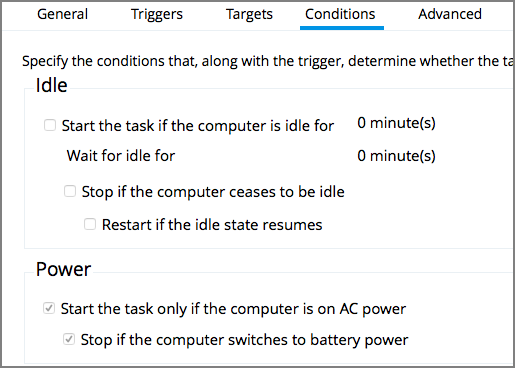 General Triggers Targets Conditions Advanced
Specify the conditions that, along with the trigger, determine whether the ta
Idle
Start the task if the computer is idle for 0 minute(s)
Wait for idle for 0 minute(s)
Stop if the computer ceases to be idle
Restart if the idle state resumes
Power
Start the task only if the computer is on AC power
Stop if the computer switches to battery power